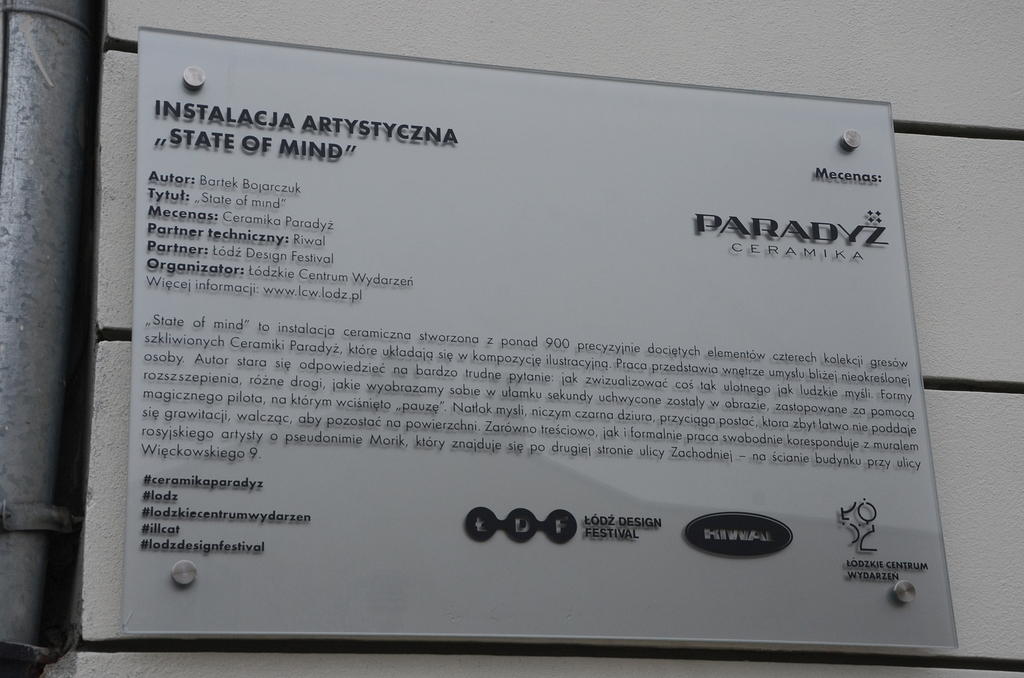 INSTALACJA ARTYSTYCZNA
„STATE OF MIND”
Autor: Bartek Bojarczuk
Tytuł: „State of mind”
Mecenas: Ceramika Paradyż
Partner techniczny: Riwal
Partner: Łódź Design Festival
Organizator: Łódzkie Centrum Wydarzeń
Więcej informacji: www.lcw.lodz.pl
Mecenas:
PARADYŻ
CERAMIKA
„State of mind” to instalacja ceramiczna stworzona z ponad 900 precyzyjnie dociętych elementów czterech kolekcji gresów
szkliwionych Ceramiki Paradyż, które układają się w kompozycję ilustracyjną. Praca przedstawia wnętrze umysłu bliżej nieokreślonej
osoby. Autor stara się odpowiedzieć na bardzo trudne pytanie: jak zwizualizować coś tak ulotnego jak ludzkie myśli. Formy
rozszszepienia, różne drogi, jakie wyobrazamy sobie w ułamku sekundy uchwycone zostały w obrazie, zastopowane za pomocą
magicznego pilota, na którym wciśnięto „pauzę”. Natłok myśli, niczym czarna dziura, przyciąga postać, która zbyt łatwo nie poddaje
się grawitacji, walcząc, aby pozostać na powierzchni. Zarówno treściowo, jak i formalnie praca swobodnie koresponduje z muralem
rosyjskiego artysty o pseudonimie Morik, który znajduje się po drugiej stronie ulicy Zachodniej – na ścianie budynku przy ulicy
Więckowskiego 9.
#ceramikaparadyz
#lodz
#lodzkiecentrumwydarzen
#illcat
#lodzdesignfestival
Ł D F
ŁÓDŹ DESIGN
FESTIVAL
RIWAL
ŁÓDZKIE CENTRUM
WYDARZEŃ